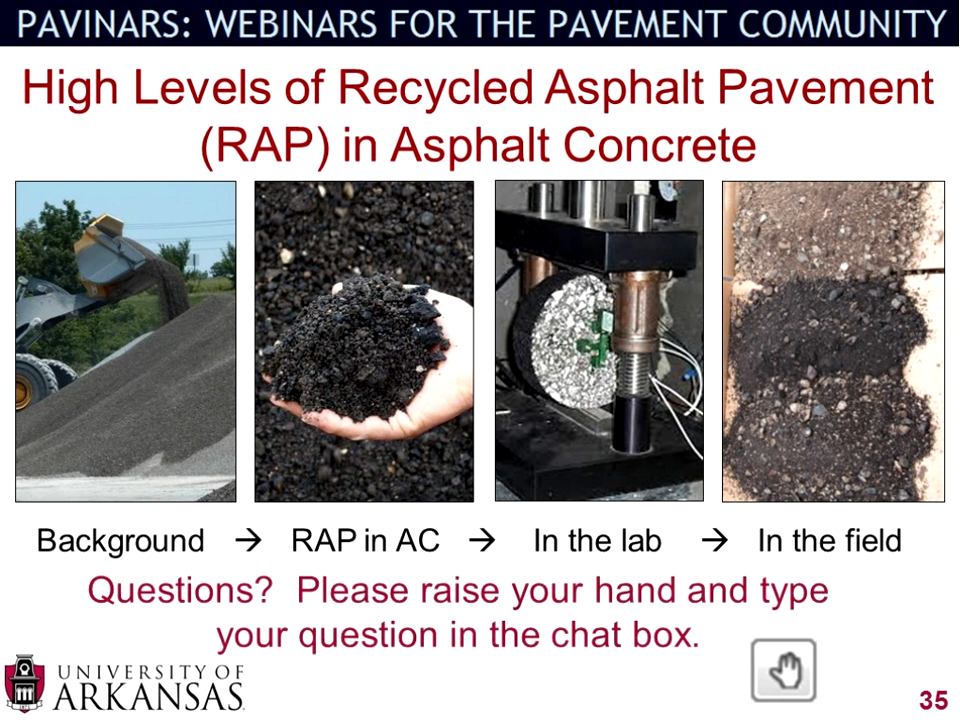 PAVINARS: WEBINARS FOR THE PAVEMENT COMMUNITY
High Levels of Recycled Asphalt Pavement
(RAP) in Asphalt Concrete
Background → RAP in AC → In the lab → In the field
Questions? Please raise your hand and type
your question in the chat box.
UNIVERSITY OF
ARKANSAS
35